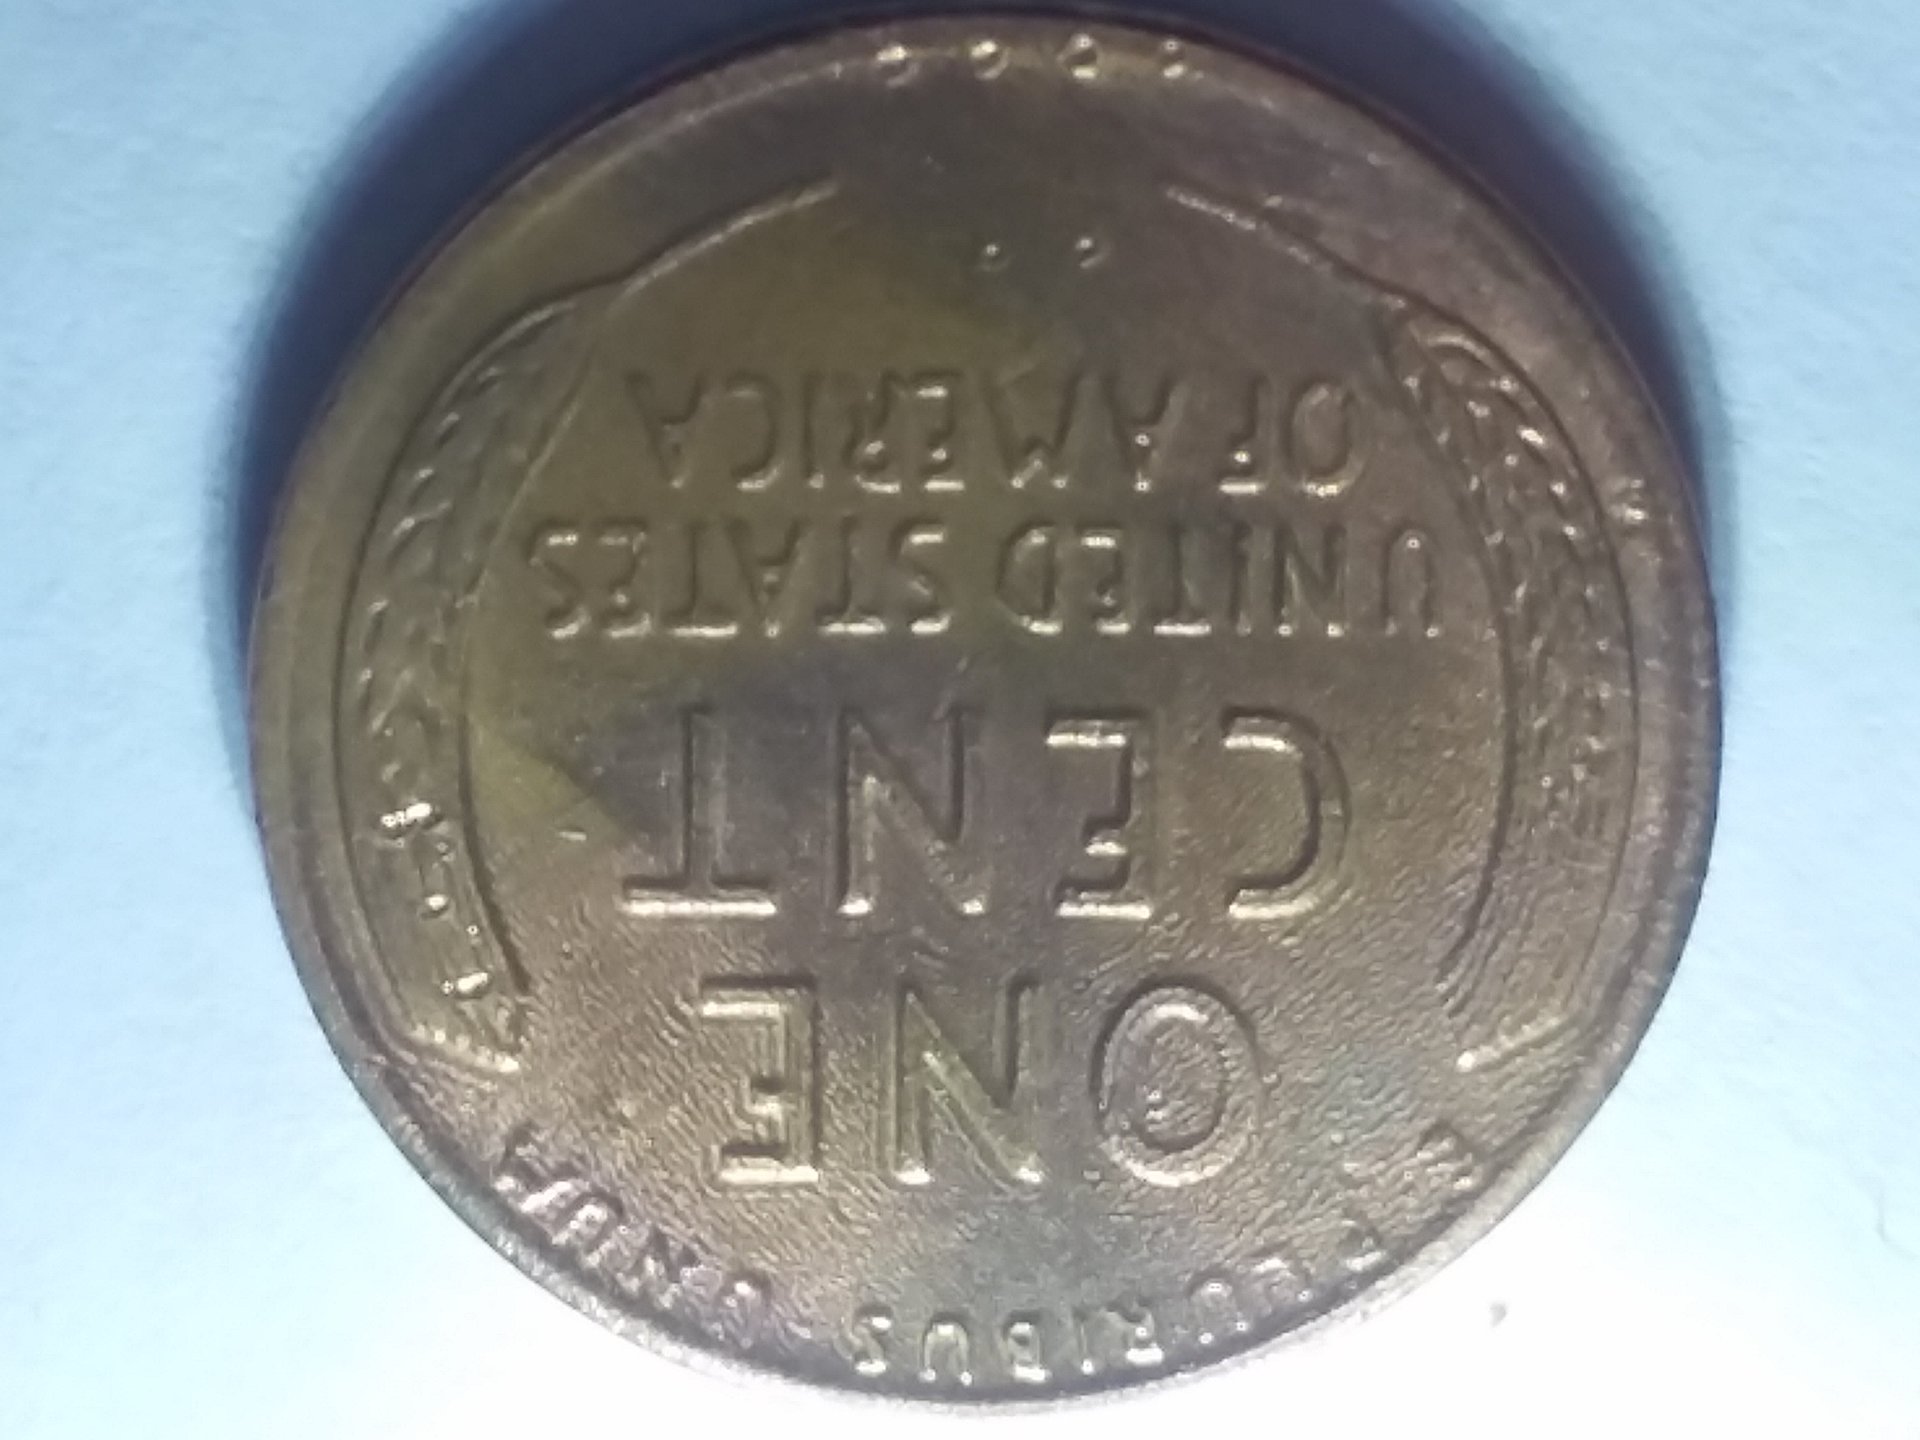 E PLURIBUS UNUM
ONE
CENT
UNITED STATES
OF AMERICA